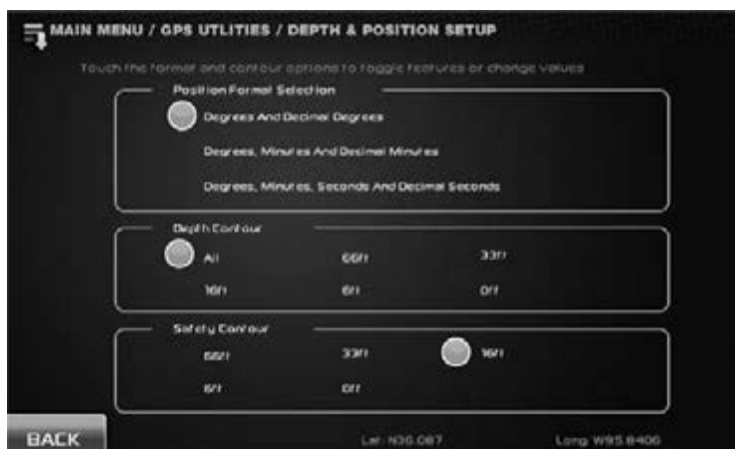 MAIN MENU / GPS UTLITIES / DEPTH & POSITION SETUP
Touch the format and contour options to toggle features or change values
Position Format Selection
Degrees And Decimal Degrees
Degrees, Minutes And Decimal Minutes
Degrees, Minutes, Seconds And Decimal Seconds
Depth Contour
All 66ft 33ft
16ft 6ft Off
Safety Contour
66ft 33ft 16ft
6ft Off
BACK Lat: N36.087 Long: W95.8406